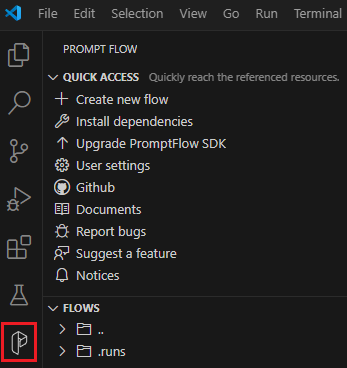 File Edit Selection View Go Run Terminal
PROMPT FLOW
QUICK ACCESS Quickly reach the referenced resources.
Create new flow
Install dependencies
Upgrade PromptFlow SDK
User settings
Github
Documents
Report bugs
Suggest a feature
Notices
FLOWS
..
.runs